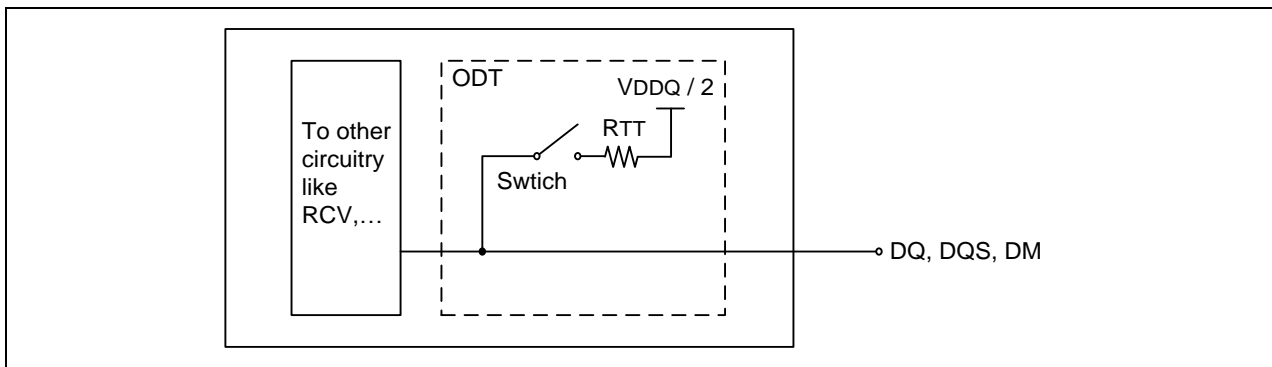 ODT
VDDQ / 2
RTT
Swtich
To other
circuitry
like
RCV,...
DQ, DQS, DM